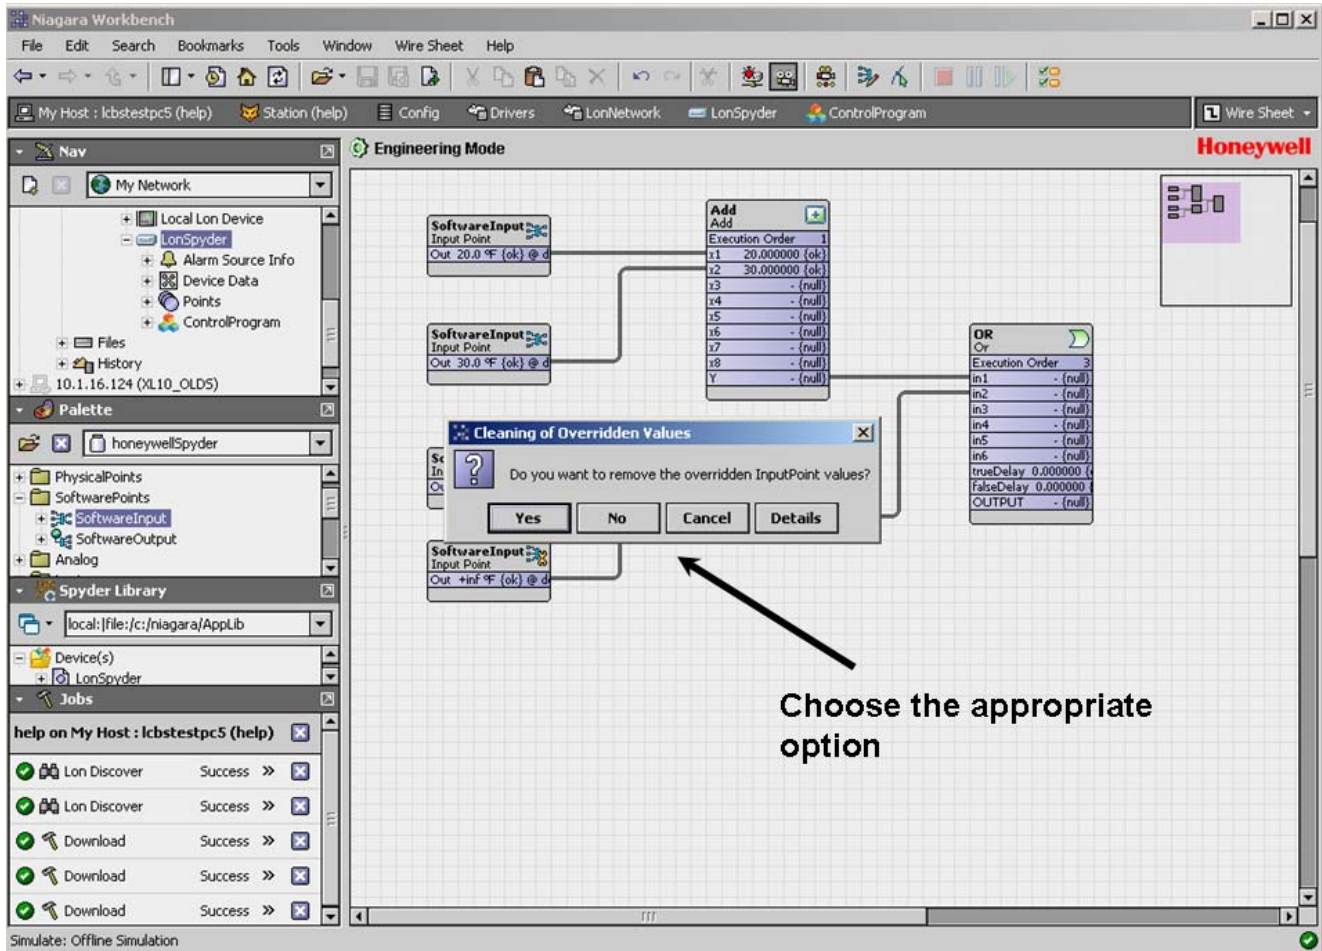 Niagara Workbench
File Edit Search Bookmarks Tools Window Wire Sheet Help
My Host : lcbstestpc5 (help) Station (help) Config Drivers LonNetwork LonSpyder ControlProgram Wire Sheet
Nav
My Network
Local Lon Device
LonSpyder
Alarm Source Info
Device Data
Points
ControlProgram
Files
History
10.1.16.124 (XL10_OLDS)
Palette
honeywellSpyder
PhysicalPoints
SoftwarePoints
SoftwareInput
SoftwareOutput
Analog
Spyder Library
local:|file:/c:/niagara/AppLib
Device(s)
LonSpyder
Jobs
help on My Host : lcbstestpc5 (help)
Lon Discover Success »
Lon Discover Success »
Download Success »
Download Success »
Download Success »
Engineering Mode
Honeywell
SoftwareInput
Input Point
Out 20.0 °F {ok} @ d
SoftwareInput
Input Point
Out 30.0 °F {ok} @ d
Add
Add
Execution Order 1
x1 20.000000 {ok}
x2 30.000000 {ok}
x3 - {null}
x4 - {null}
x5 - {null}
x6 - {null}
x7 - {null}
x8 - {null}
Y - {null}
OR
Or
Execution Order 3
in1 - {null}
in2 - {null}
in3 - {null}
in4 - {null}
in5 - {null}
in6 - {null}
trueDelay 0.000000 {
falseDelay 0.000000 {
OUTPUT - {null}
Cleaning of Overridden Values
Do you want to remove the overridden InputPoint values?
Yes No Cancel Details
SoftwareInput
Input Point
Out +inf °F {ok} @ d
Choose the appropriate
option
Simulate: Offline Simulation